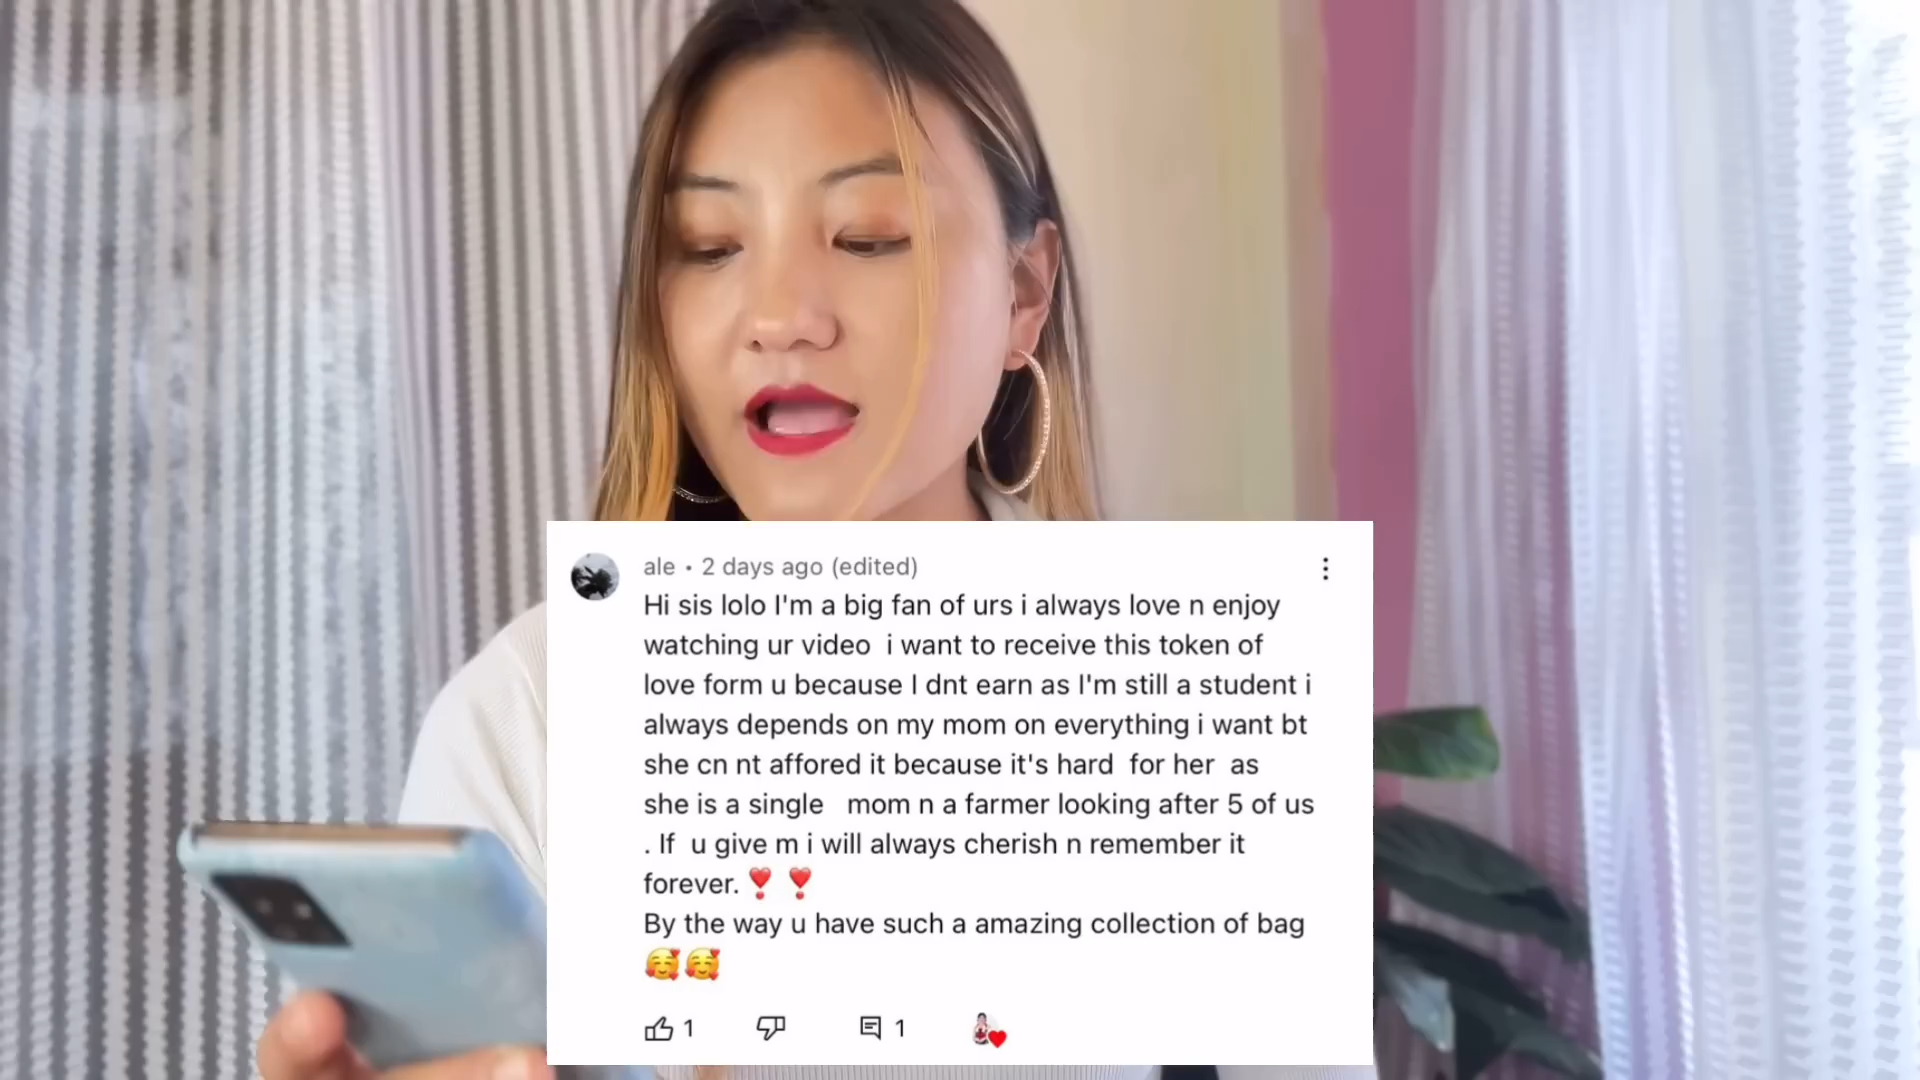 ale • 2 days ago (edited)
Hi sis lolo I'm a big fan of urs i always love n enjoy
watching ur video  i want to receive this token of
love form u because I dnt earn as I'm still a student i
always depends on my mom on everything i want bt
she cn nt affored it because it's hard  for her  as
she is a single   mom n a farmer looking after 5 of us
. If  u give m i will always cherish n remember it
forever.❣️ ❣️
By the way u have such a amazing collection of bag
🥰🥰
1 1